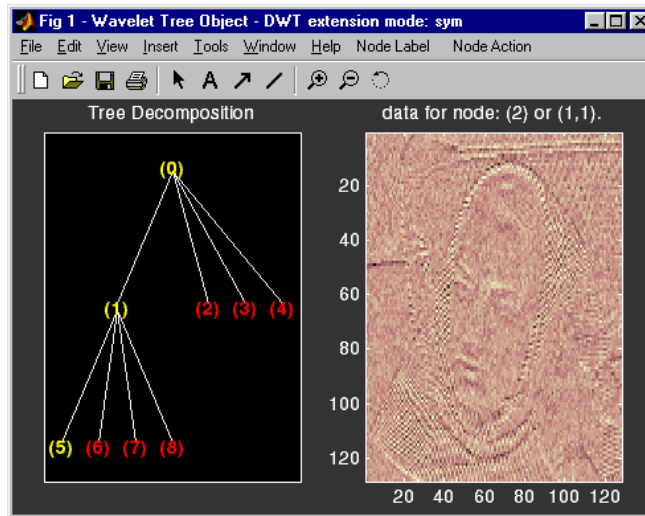 Fig 1 - Wavelet Tree Object - DWT extension mode: sym
File Edit View Insert Tools Window Help Node Label Node Action
A
Tree Decomposition
data for node: (2) or (1,1).
(0)
(1) (2) (3) (4)
(5) (6) (7) (8)
20
40
60
80
100
120
20 40 60 80 100 120